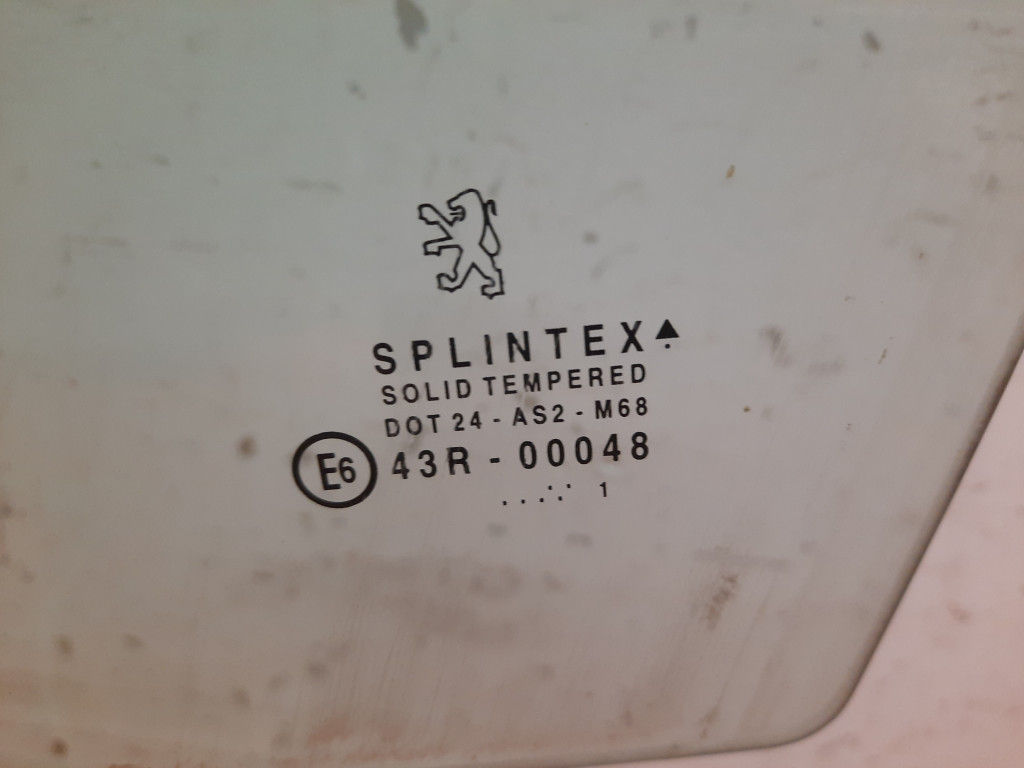 SPLINTEX
SOLID TEMPERED
DOT 24 - AS2 - M68
E6 43R - 00048
...:.· 1